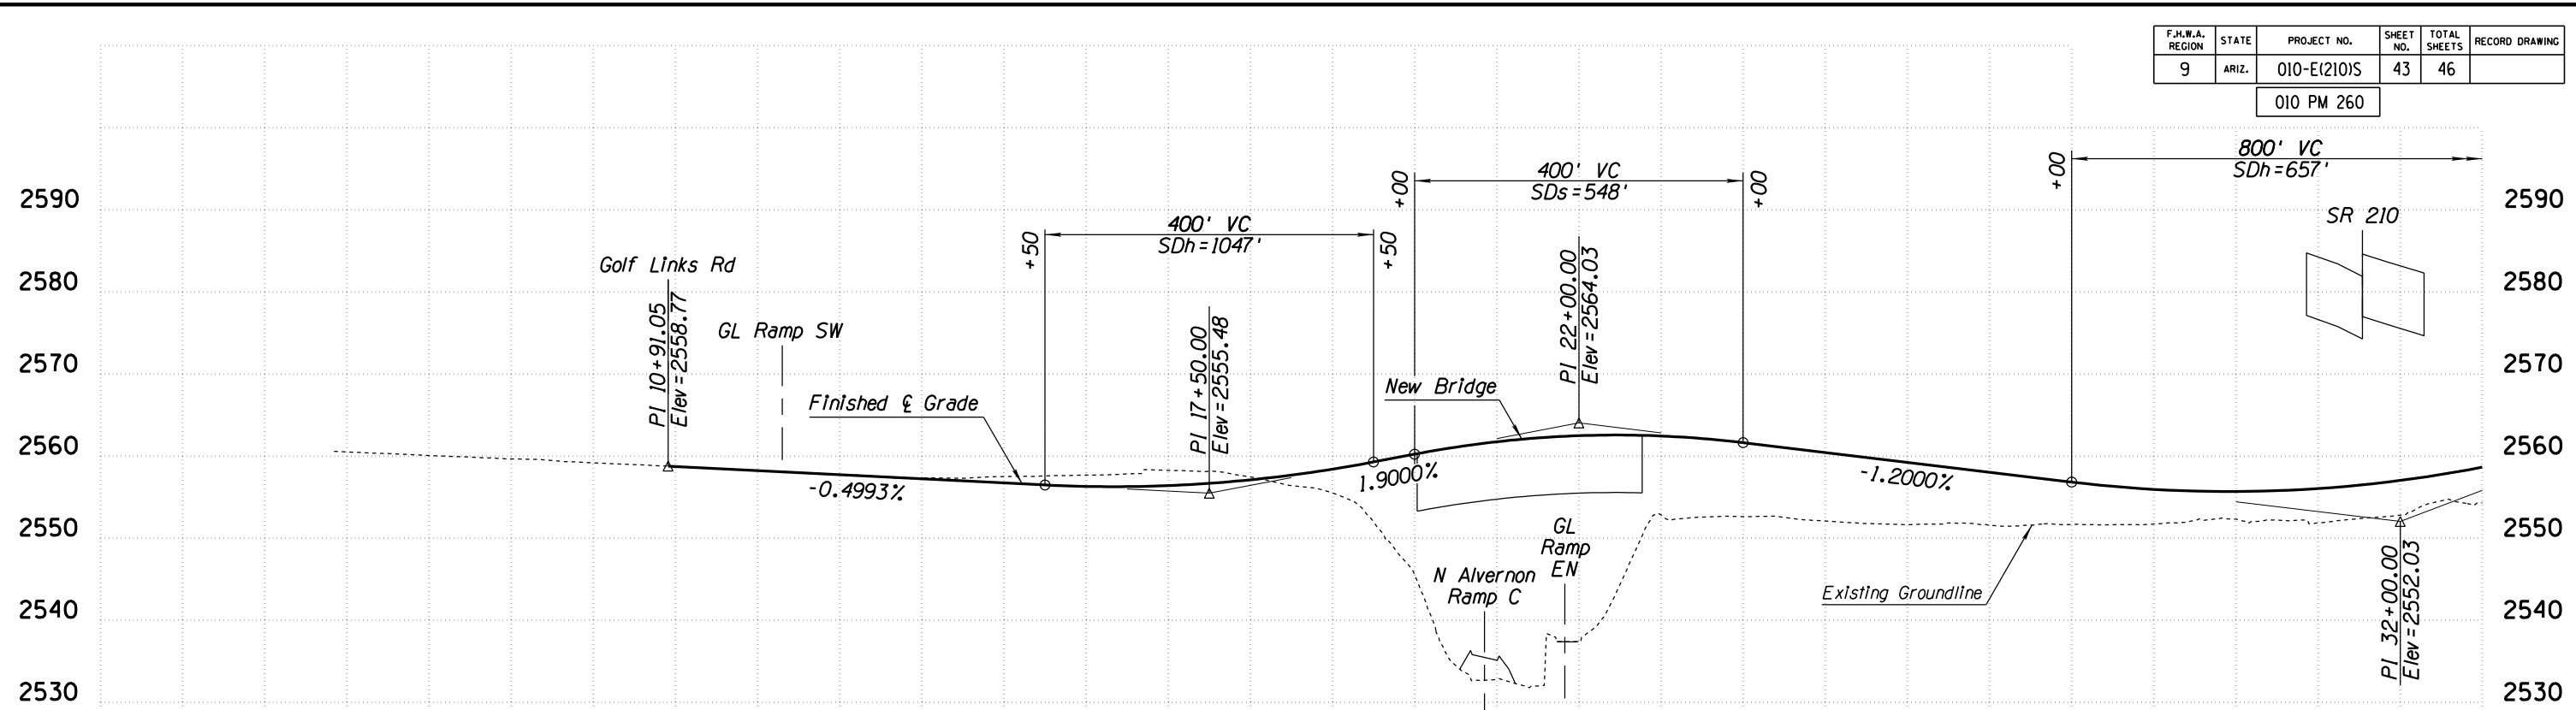 F.H.W.A. REGION STATE PROJECT NO. SHEET NO. TOTAL SHEETS RECORD DRAWING
9 ARIZ. 010-E(210)S 43 46
010 PM 260
800' VC
SDh=657'
+00
400' VC
SDs=548'
+00
+00
2590
2590
400' VC
SDh=1047'
+50
+50
SR 210
Golf Links Rd
2580
2580
PI 10+91.05
Elev=2558.77
GL Ramp SW
PI 17+50.00
Elev=2555.48
PI 22+00.00
Elev=2564.03
2570
2570
New Bridge
Finished ℄ Grade
2560
2560
-0.4993%
1.9000%
-1.2000%
2550
2550
GL
Ramp
EN
N Alvernon
Ramp C
Existing Groundline
PI 32+00.00
Elev=2552.03
2540
2540
2530
2530